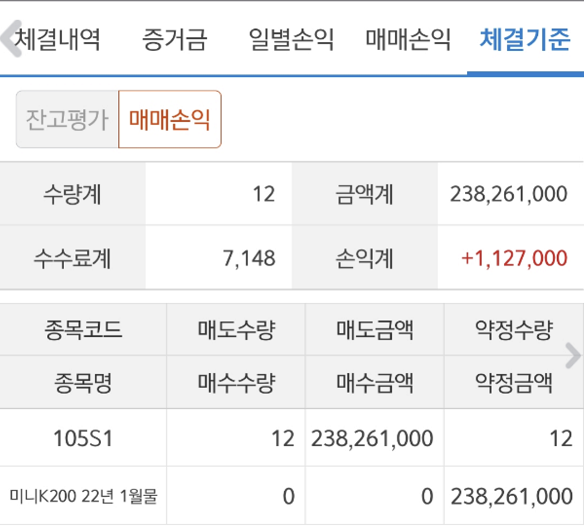 체결내역 증거금 일별손익 매매손익 체결기준
잔고평가 매매손익
수량계 12 금액계 238,261,000
수수료계 7,148 손익계 +1,127,000
종목코드 매도수량 매도금액 약정수량
종목명 매수수량 매수금액 약정금액
105S1 12 238,261,000 12
미니K200 22년 1월물 0 0 238,261,000